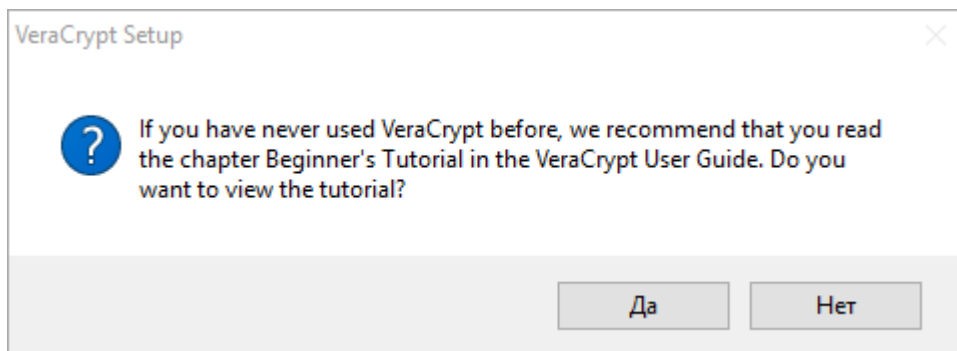 VeraCrypt Setup
If you have never used VeraCrypt before, we recommend that you read
the chapter Beginner's Tutorial in the VeraCrypt User Guide. Do you
want to view the tutorial?
Да
Нет